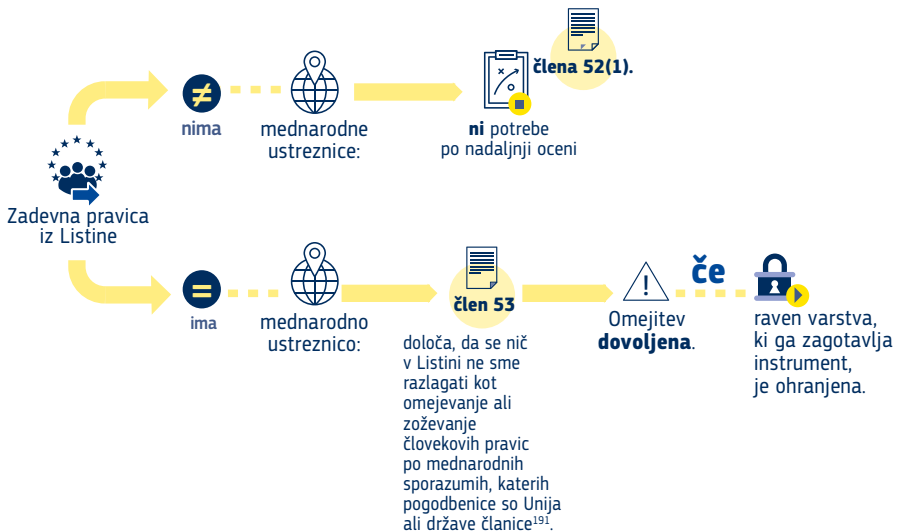 Zadevna pravica
iz Listine
≠
nima
mednarodne
ustreznice:
ni potrebe
po nadaljnji oceni
člena 52(1).
=
ima
mednarodno
ustreznico:
člen 53
določa, da se nič
v Listini ne sme
razlagati kot
omejevanje ali
zoževanje
človekovih pravic
po mednarodnih
sporazumih, katerih
pogodbenice so Unija
ali države članice¹⁹¹.
Omejitev
dovoljena.
če
raven varstva,
ki ga zagotavlja
instrument,
je ohranjena.